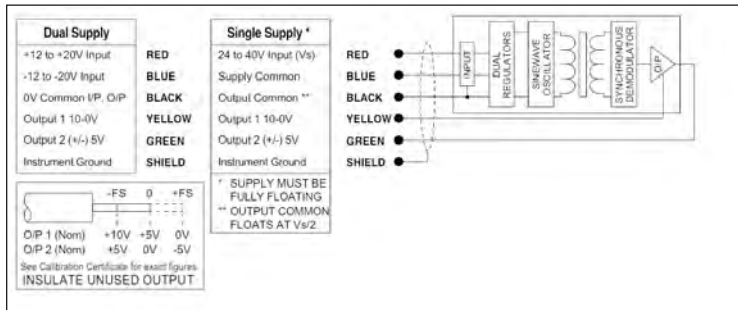 Dual Supply
+12 to +20V Input RED
-12 to -20V Input BLUE
0V Common I/P, O/P BLACK
Output 1 10-0V YELLOW
Output 2 (+/-) 5V GREEN
Instrument Ground SHIELD
Single Supply *
24 to 40V Input (Vs) RED
Supply Common BLUE
Output Common ** BLACK
Output 1 10-0V YELLOW
Output 2 (+/-) 5V GREEN
Instrument Ground SHIELD
* SUPPLY MUST BE
FULLY FLOATING
** OUTPUT COMMON
FLOATS AT Vs/2
INPUT
DUAL
REGULATORS
SINEWAVE
OSCILLATOR
SYNCHRONOUS
DEMODULATOR
O/P
-FS 0 +FS
O/P 1 (Nom) +10V +5V 0V
O/P 2 (Nom) +5V 0V -5V
See Calibration Certificate for exact figures.
INSULATE UNUSED OUTPUT